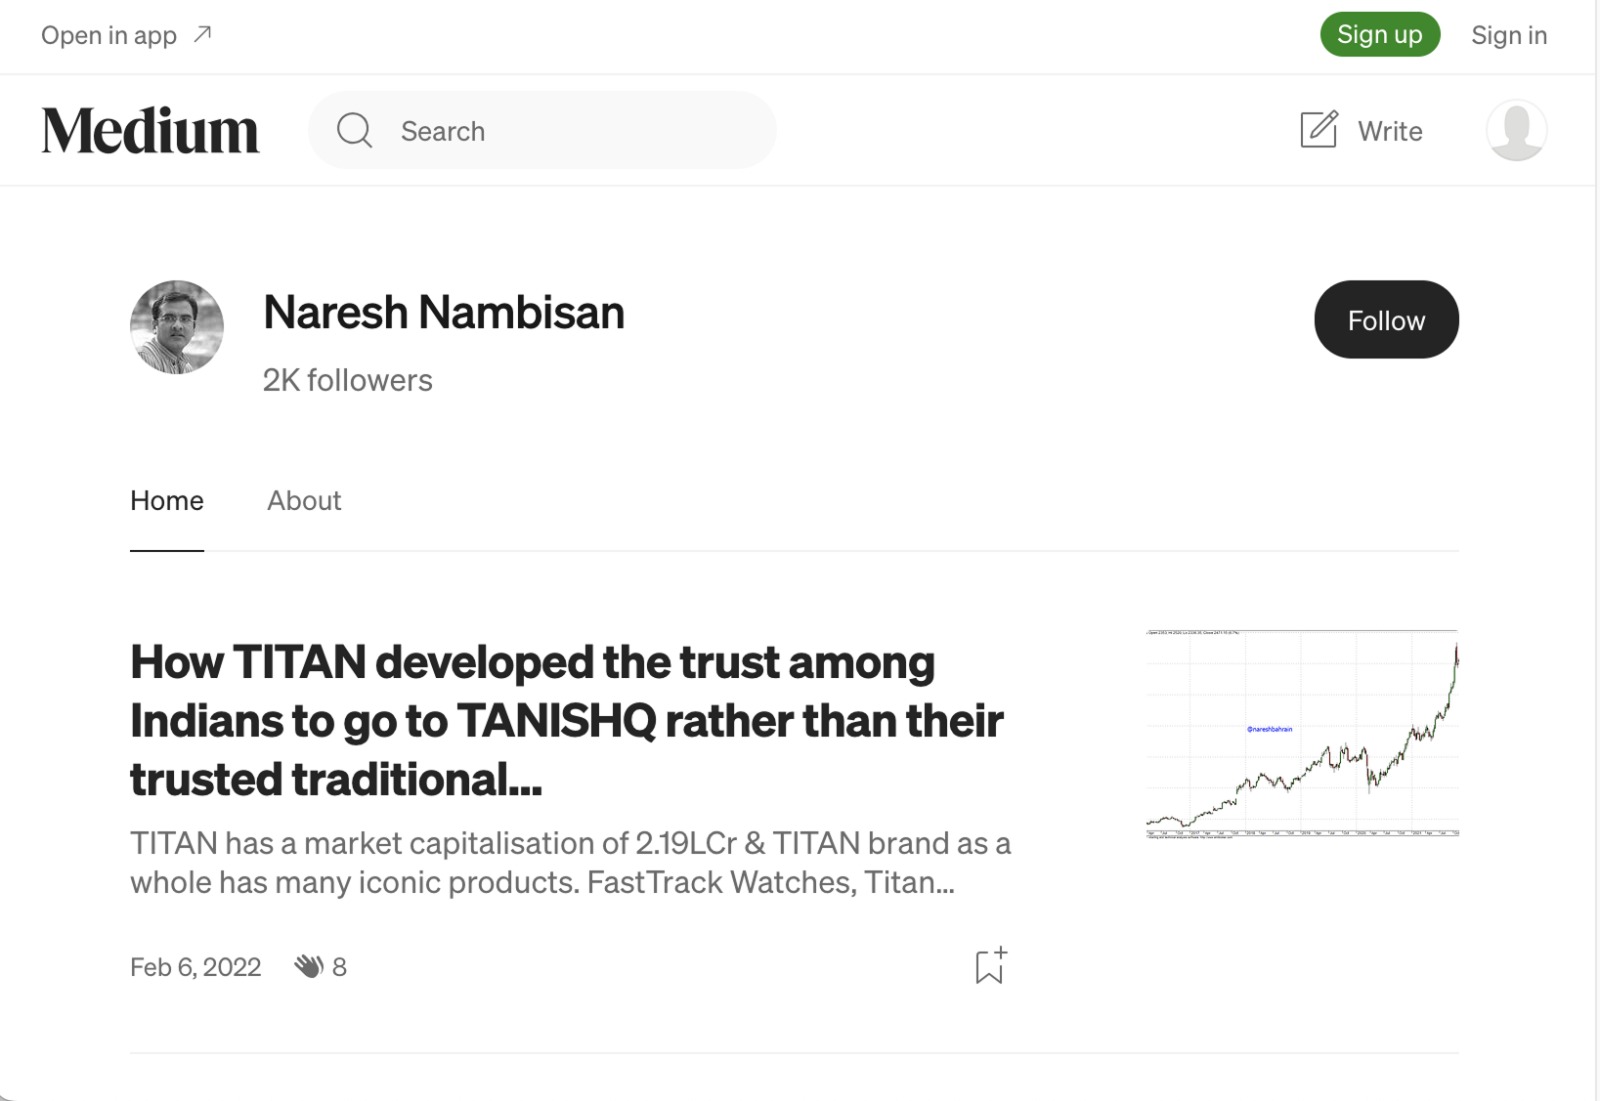 Open in app
Sign up
Sign in
Medium
Search
Write
Naresh Nambisan
2K followers
Follow
Home
About
How TITAN developed the trust among
Indians to go to TANISHQ rather than their
trusted traditional...
TITAN has a market capitalisation of 2.19LCr & TITAN brand as a
whole has many iconic products. FastTrack Watches, Titan...
@nareshbahrain
Feb 6, 2022
8